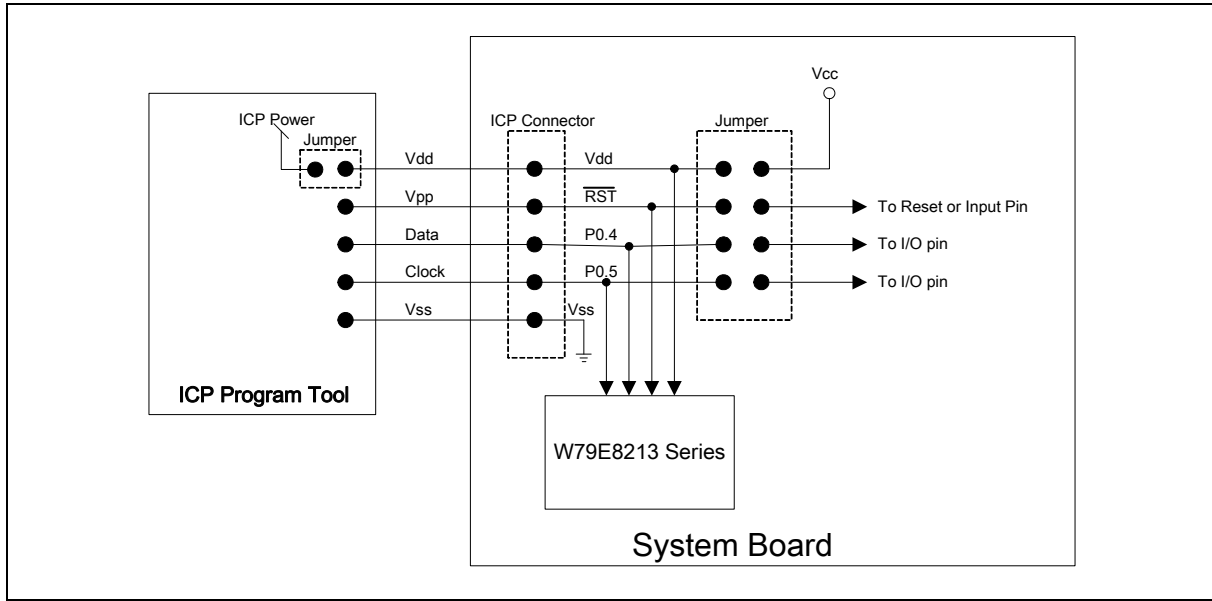 Vcc
ICP Power
Jumper
ICP Connector
Jumper
Vdd
Vdd
Vpp
RST
To Reset or Input Pin
Data
P0.4
To I/O pin
Clock
P0.5
To I/O pin
Vss
Vss
ICP Program Tool
W79E8213 Series
System Board